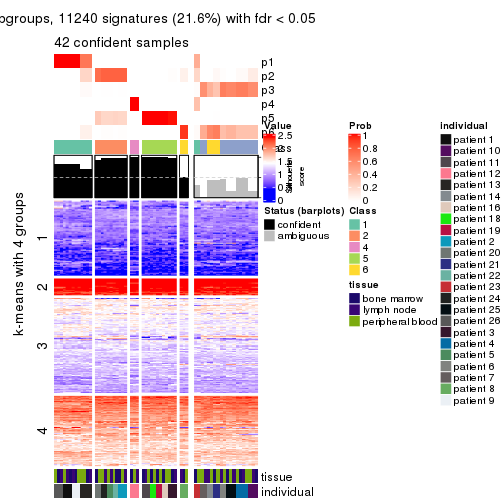 ogroups, 11240 signatures (21.6%) with fdr < 0.05
42 confident samples
p1
p2
p3
p4
p5
p6
Class
k-means with 4 groups
1
2
3
4
tissue
individual
Value
2.5
2
1.5
1
0.5
0
Silhouette
score
Status (barplots)
confident
ambiguous
Prob
1
0.8
0.6
0.4
0.2
0
Class
1
2
4
5
6
tissue
bone marrow
lymph node
peripheral blood
individual
patient 1
patient 10
patient 11
patient 12
patient 13
patient 14
patient 16
patient 18
patient 19
patient 2
patient 20
patient 21
patient 22
patient 23
patient 24
patient 25
patient 26
patient 3
patient 4
patient 5
patient 6
patient 7
patient 8
patient 9